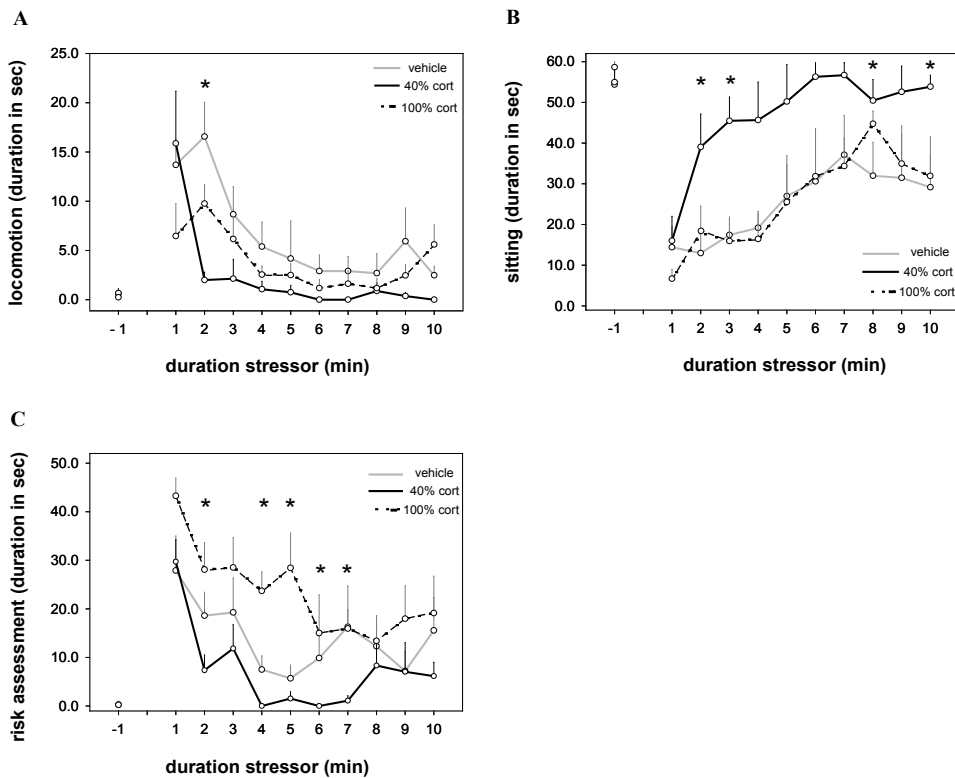 A
locomotion (duration in sec)
25.0
20.0
15.0
10.0
5.0
0.0
*
vehicle
40% cort
100% cort
- 1 1 2 3 4 5 6 7 8 9 10
duration stressor (min)
B
sitting (duration in sec)
60.0
50.0
40.0
30.0
20.0
10.0
0.0
* * * *
vehicle
40% cort
100% cort
-1 1 2 3 4 5 6 7 8 9 10
duration stressor (min)
C
risk assessment (duration in sec)
50.0
40.0
30.0
20.0
10.0
0.0
* * * * *
vehicle
40% cort
100% cort
-1 1 2 3 4 5 6 7 8 9 10
duration stressor (min)